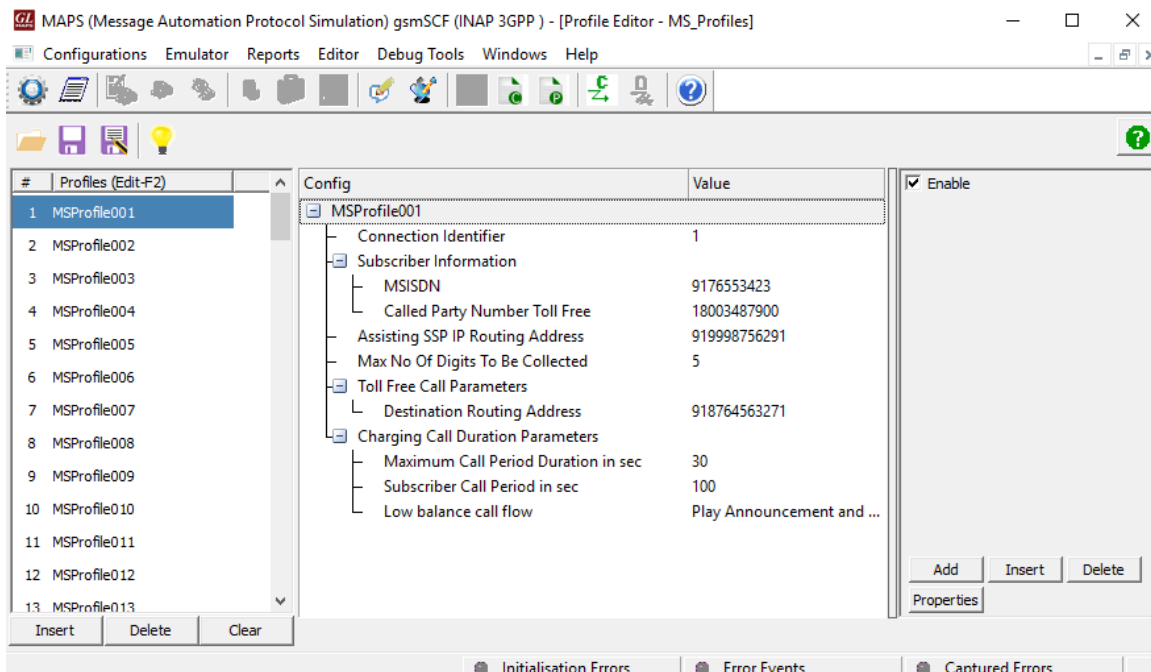 GL MAPS MAPS (Message Automation Protocol Simulation) gsmSCF (INAP 3GPP ) - [Profile Editor - MS_Profiles]
Configurations Emulator Reports Editor Debug Tools Windows Help
# Profiles (Edit-F2)
1 MSProfile001
2 MSProfile002
3 MSProfile003
4 MSProfile004
5 MSProfile005
6 MSProfile006
7 MSProfile007
8 MSProfile008
9 MSProfile009
10 MSProfile010
11 MSProfile011
12 MSProfile012
13 MSProfile013
Insert Delete Clear
Config Value
MSProfile001
Connection Identifier 1
Subscriber Information
MSISDN 9176553423
Called Party Number Toll Free 18003487900
Assisting SSP IP Routing Address 919998756291
Max No Of Digits To Be Collected 5
Toll Free Call Parameters
Destination Routing Address 918764563271
Charging Call Duration Parameters
Maximum Call Period Duration in sec 30
Subscriber Call Period in sec 100
Low balance call flow Play Announcement and ...
Enable
Add Insert Delete
Properties
Initialisation Errors Error Events Captured Errors